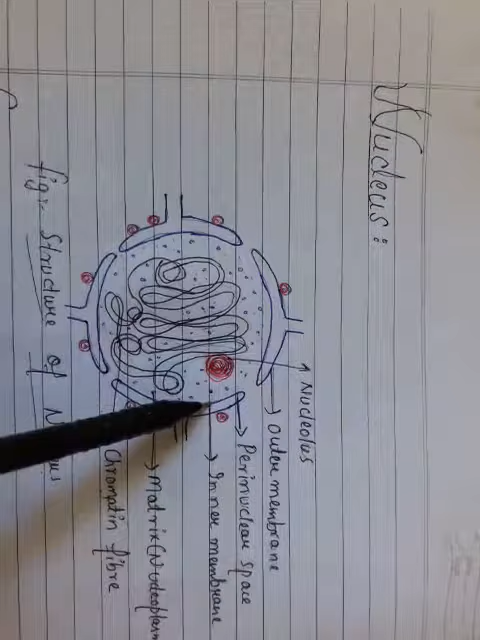 Nucleus:
Nucleolus
outer membrane
Perinuclear space
Inner membrane
Matrix (Nucleoplasm
Chromatin fibre
fig:- Structure of